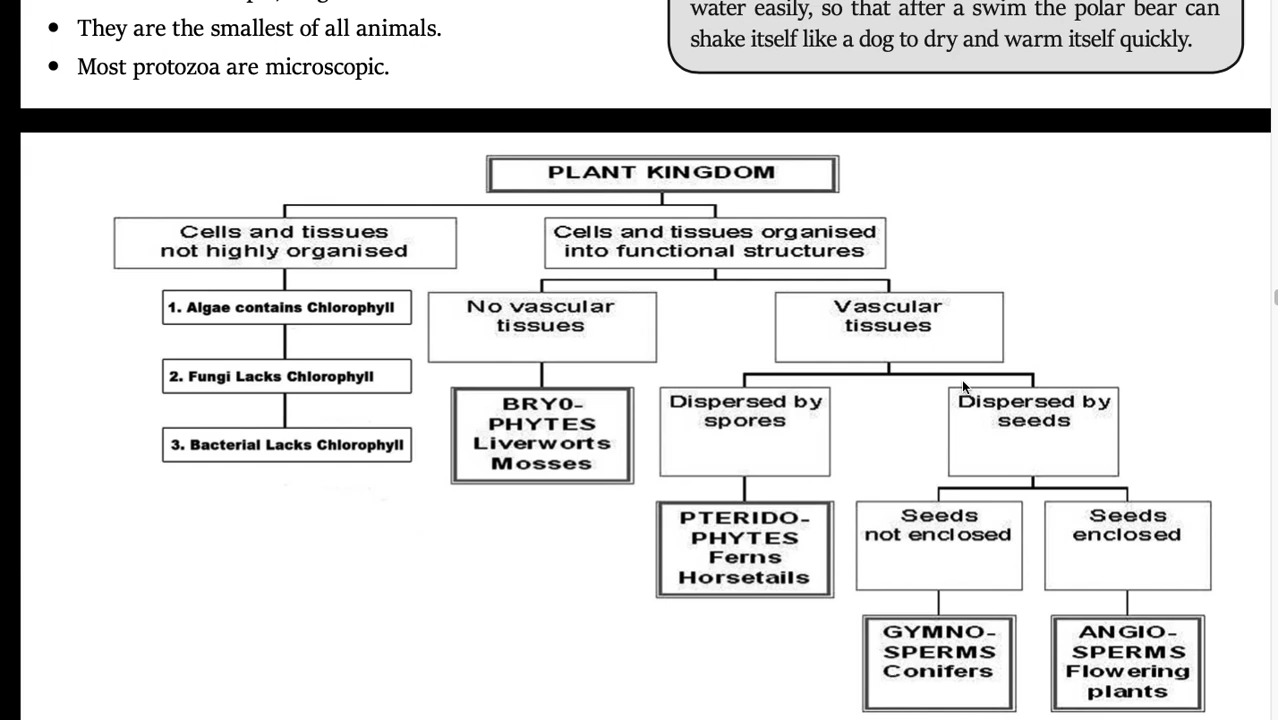 • They are the smallest of all animals.
• Most protozoa are microscopic.
water easily, so that after a swim the polar bear can
shake itself like a dog to dry and warm itself quickly.
PLANT KINGDOM
Cells and tissues
not highly organised
Cells and tissues organised
into functional structures
1. Algae contains Chlorophyll
2. Fungi Lacks Chlorophyll
3. Bacterial Lacks Chlorophyll
No vascular
tissues
Vascular
tissues
BRYO-
PHYTES
Liverworts
Mosses
Dispersed by
spores
Dispersed by
seeds
PTERIDO-
PHYTES
Ferns
Horsetails
Seeds
not enclosed
Seeds
enclosed
GYMNO-
SPERMS
Conifers
ANGIO-
SPERMS
Flowering
plants